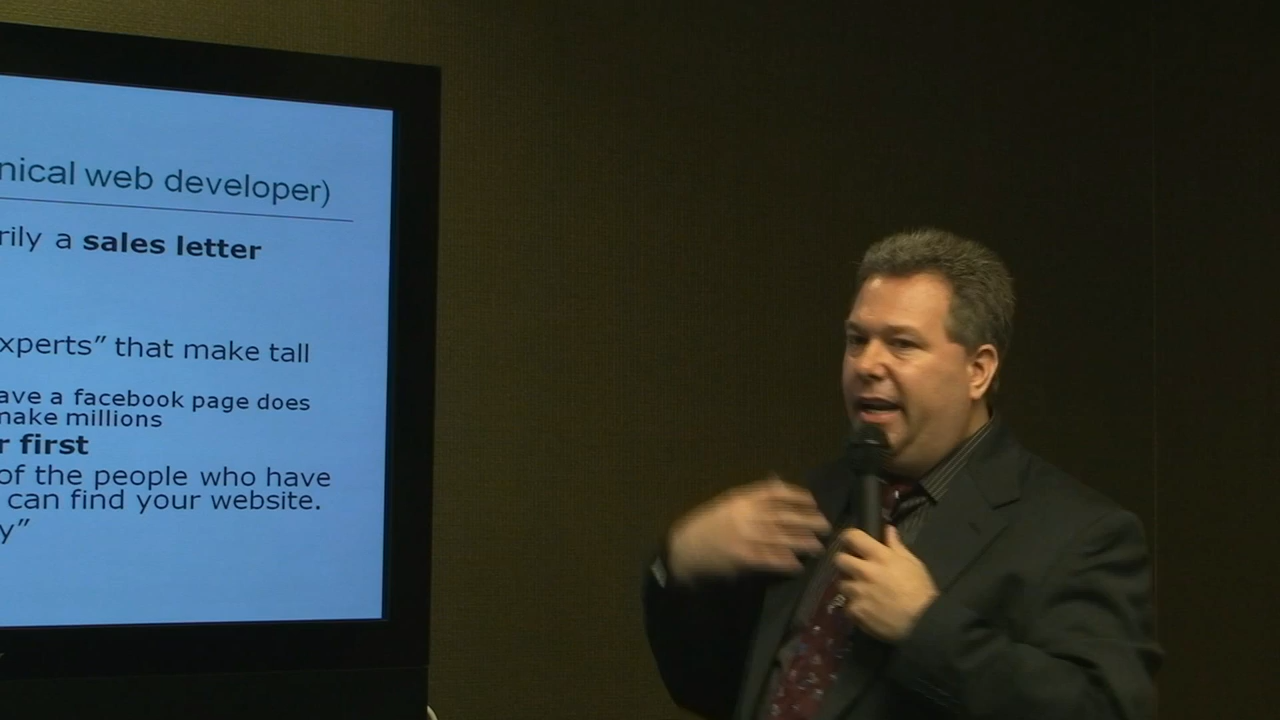 nical web developer)
rily a sales letter
xperts” that make tall
ave a facebook page does
make millions
r first
of the people who have
can find your website.
y”